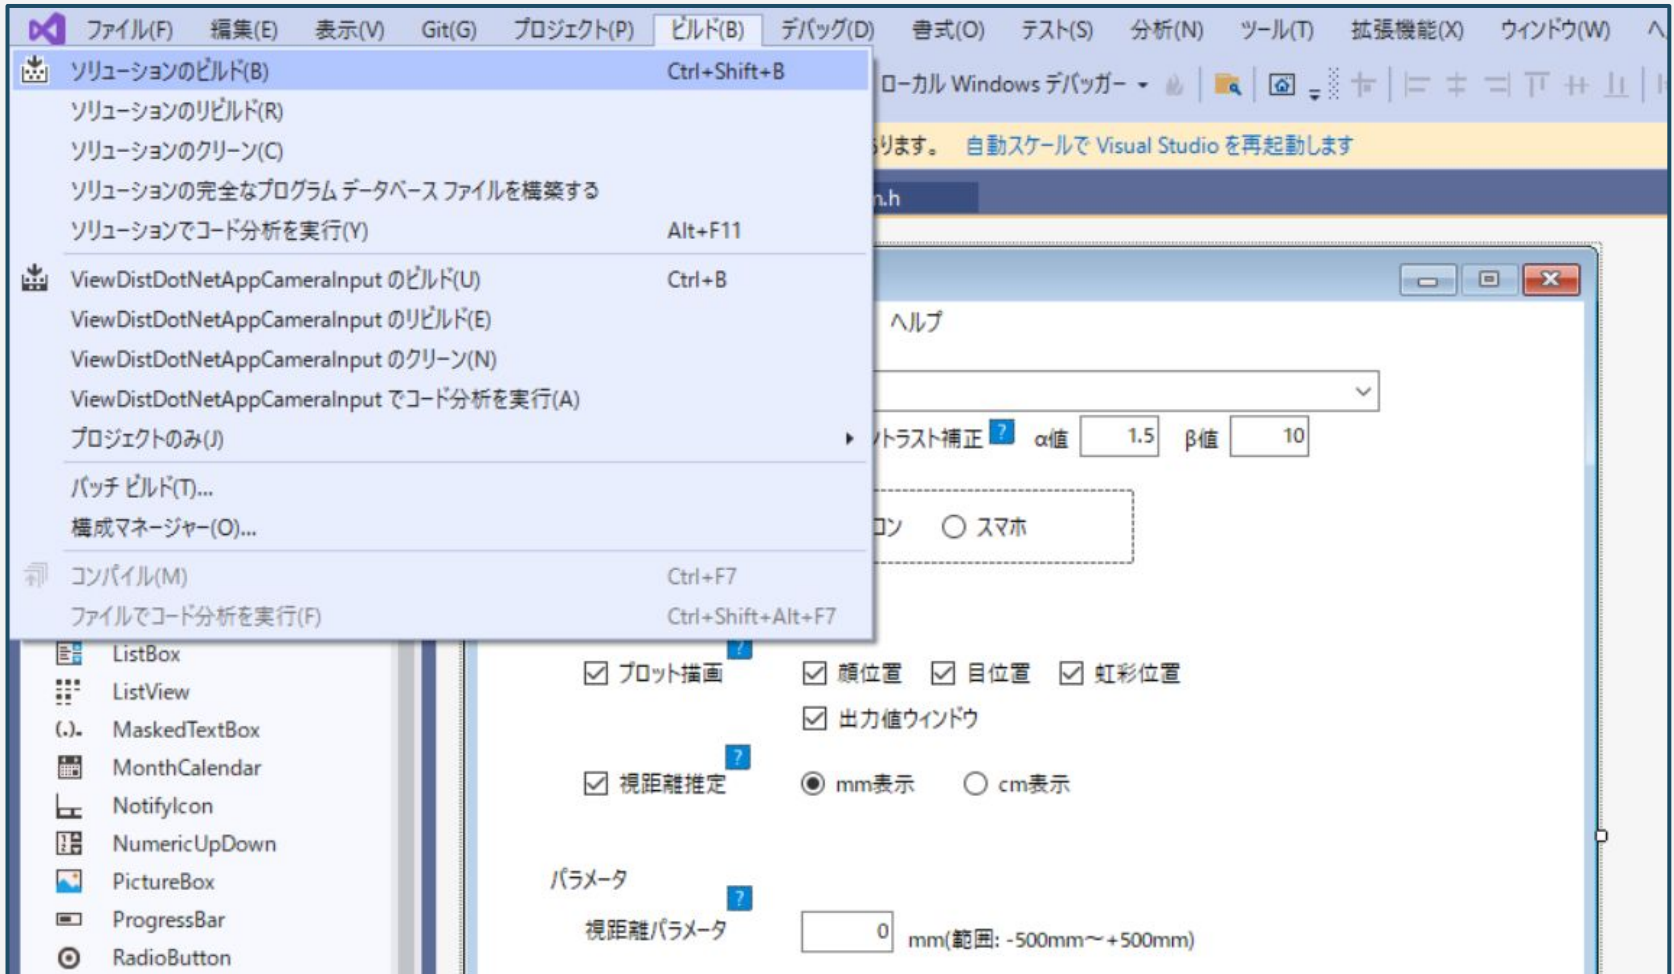 ファイル(F) 編集(E) 表示(V) Git(G) プロジェクト(P) ビルド(B) デバッグ(D) 書式(O) テスト(S) 分析(N) ツール(T) 拡張機能(X) ウィンドウ(W)
ソリューションのビルド(B) Ctrl+Shift+B
ソリューションのリビルド(R)
ソリューションのクリーン(C)
ソリューションの完全なプログラム データベース ファイルを構築する
ソリューションでコード分析を実行(Y) Alt+F11
ViewDistDotNetAppCameraInput のビルド(U) Ctrl+B
ViewDistDotNetAppCameraInput のリビルド(E)
ViewDistDotNetAppCameraInput のクリーン(N)
ViewDistDotNetAppCameraInput でコード分析を実行(A)
プロジェクトのみ(J)
バッチ ビルド(T)...
構成マネージャー(O)...
コンパイル(M) Ctrl+F7
ファイルでコード分析を実行(F) Ctrl+Shift+Alt+F7
ローカル Windows デバッガー
ります。 自動スケールで Visual Studio を再起動します
.h
ヘルプ
トラスト補正 ? α値 1.5 β値 10
コン スマホ
ListBox
ListView
MaskedTextBox
MonthCalendar
NotifyIcon
NumericUpDown
PictureBox
ProgressBar
RadioButton
?
プロット描画 顔位置 目位置 虹彩位置
出力値ウィンドウ
?
視距離推定 mm表示 cm表示
パラメータ
?
視距離パラメータ 0 mm(範囲: -500mm～+500mm)